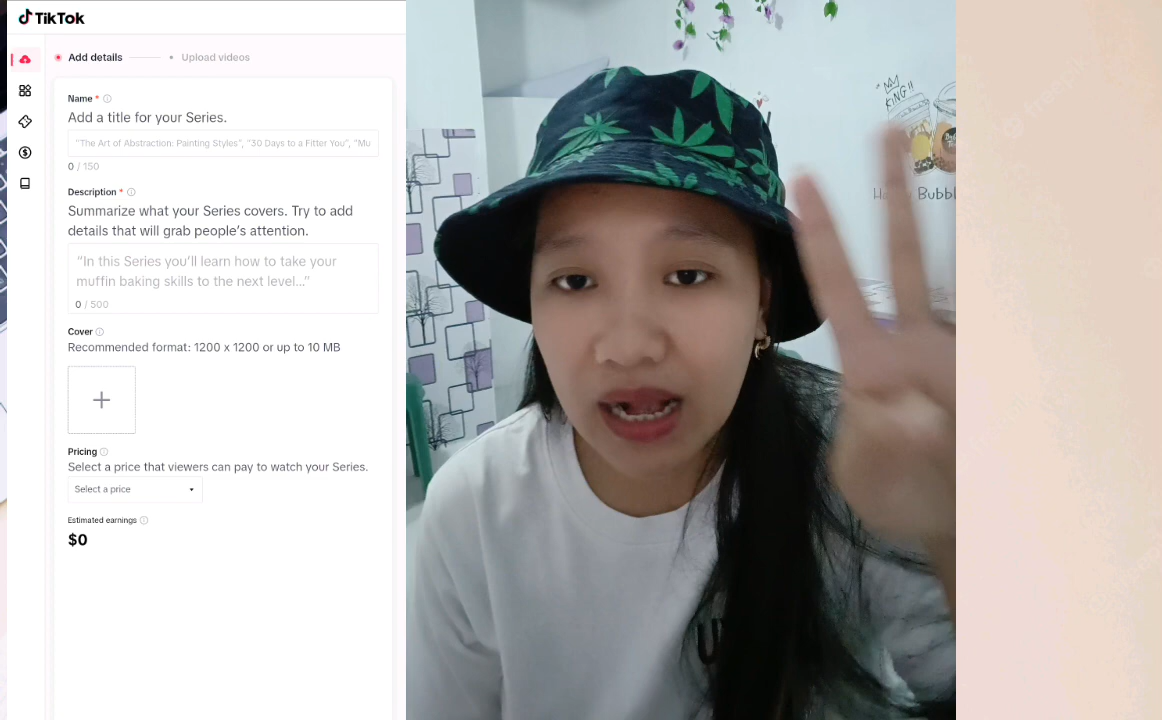 TikTok
Add details
Upload videos
Name *
Add a title for your Series.
"The Art of Abstraction: Painting Styles", "30 Days to a Fitter You", "Mu
0 / 150
Description *
Summarize what your Series covers. Try to add
details that will grab people's attention.
"In this Series you'll learn how to take your
muffin baking skills to the next level..."
0 / 500
Cover
Recommended format: 1200 x 1200 or up to 10 MB
Pricing
Select a price that viewers can pay to watch your Series.
Select a price
Estimated earnings
$0
KING!!
Bubbl